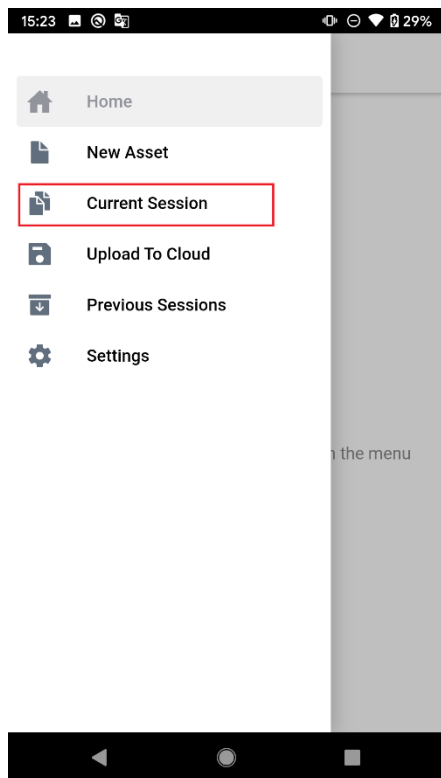 15:23 29%
Home
New Asset
Current Session
Upload To Cloud
Previous Sessions
Settings
the menu